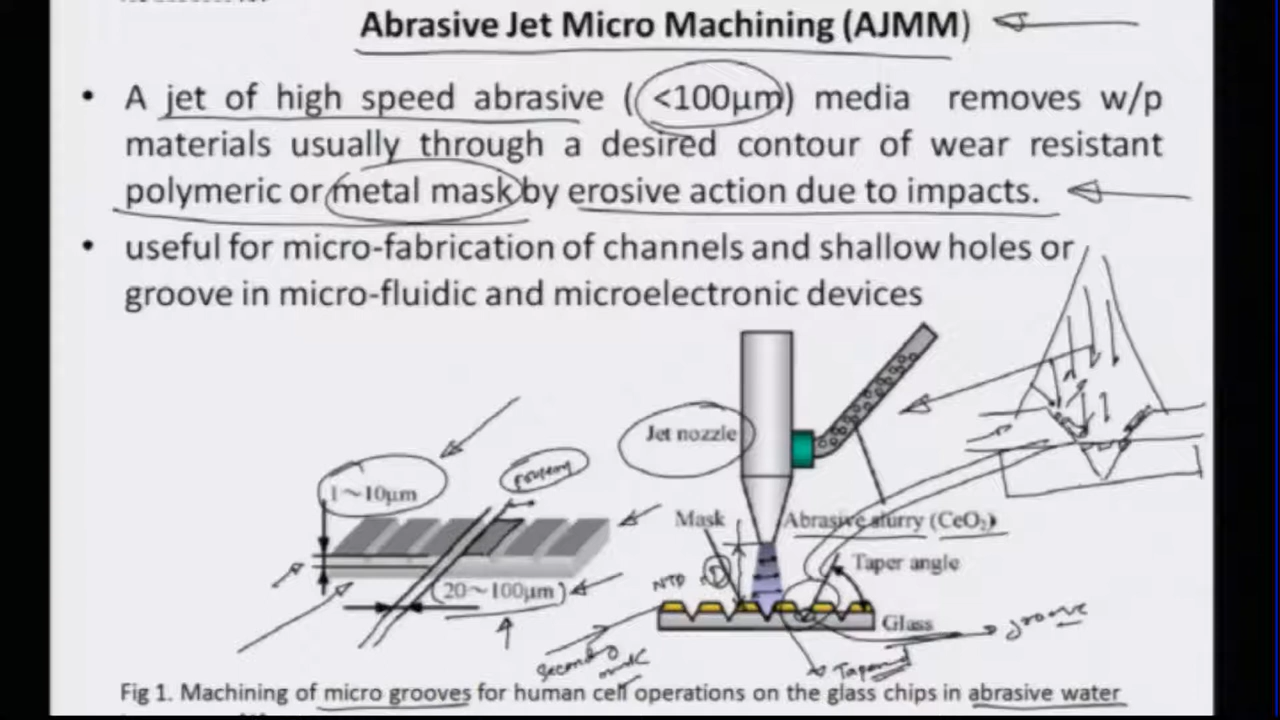 Abrasive Jet Micro Machining (AJMM)
• A jet of high speed abrasive (<100μm) media removes w/p
materials usually through a desired contour of wear resistant
polymeric or metal mask by erosive action due to impacts.
• useful for micro-fabrication of channels and shallow holes or
groove in micro-fluidic and microelectronic devices
Jet nozzle
1~10μm
Mask
Abrasive slurry (CeO₂)
Taper angle
NTD
(20~100μm)
Glass
groove
Tapered
Fig 1. Machining of micro grooves for human cell operations on the glass chips in abrasive water